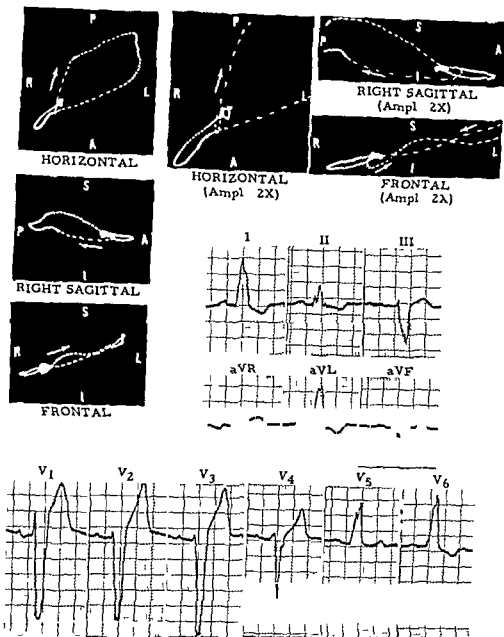 P
R
L
A
HORIZONTAL
P
R
L
A
HORIZONTAL
(Ampl 2X)
S
P
I
A
RIGHT SAGITTAL
(Ampl 2X)
R
L
I
FRONTAL
(Ampl 2X)
S
P
A
I
RIGHT SAGITTAL
S
R
L
I
FRONTAL
I II III
aVR aVL aVF
V1 V2 V3 V4 V5 V6